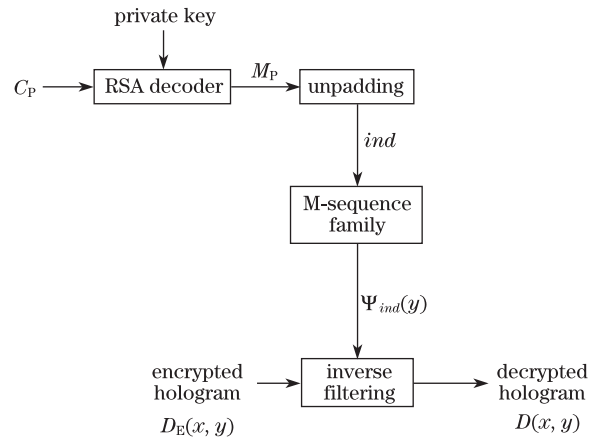 private key
C_P
RSA decoder
M_P
unpadding
ind
M-sequence
family
Ψ_ind(y)
encrypted
hologram
D_E(x, y)
inverse
filtering
decrypted
hologram
D(x, y)